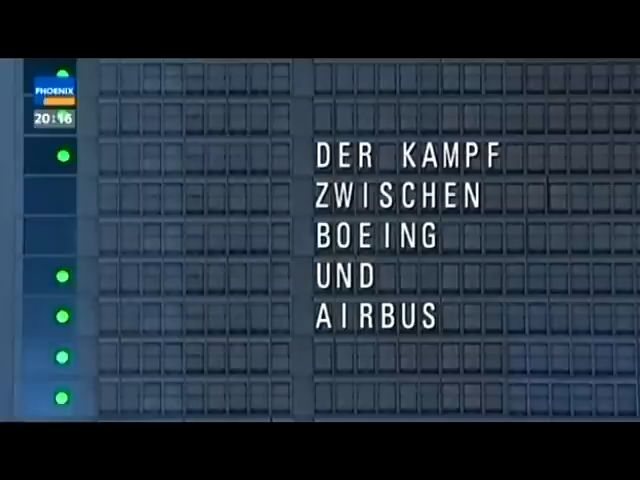 PHOENIX
20:16
DER KAMPF
ZWISCHEN
BOEING
UND
AIRBUS